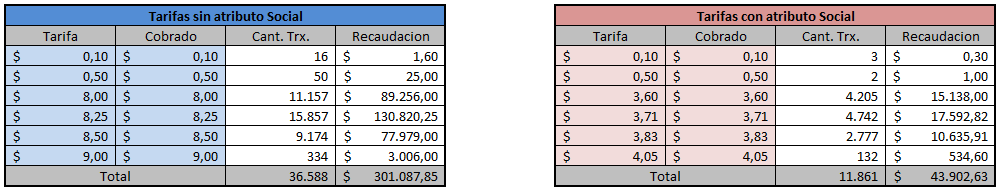 Tarifas sin atributo Social
Tarifa Cobrado Cant. Trx. Recaudacion
$ 0,10 $ 0,10 16 $ 1,60
$ 0,50 $ 0,50 50 $ 25,00
$ 8,00 $ 8,00 11.157 $ 89.256,00
$ 8,25 $ 8,25 15.857 $ 130.820,25
$ 8,50 $ 8,50 9.174 $ 77.979,00
$ 9,00 $ 9,00 334 $ 3.006,00
Total 36.588 $ 301.087,85
Tarifas con atributo Social
Tarifa Cobrado Cant. Trx. Recaudacion
$ 0,10 $ 0,10 3 $ 0,30
$ 0,50 $ 0,50 2 $ 1,00
$ 3,60 $ 3,60 4.205 $ 15.138,00
$ 3,71 $ 3,71 4.742 $ 17.592,82
$ 3,83 $ 3,83 2.777 $ 10.635,91
$ 4,05 $ 4,05 132 $ 534,60
Total 11.861 $ 43.902,63